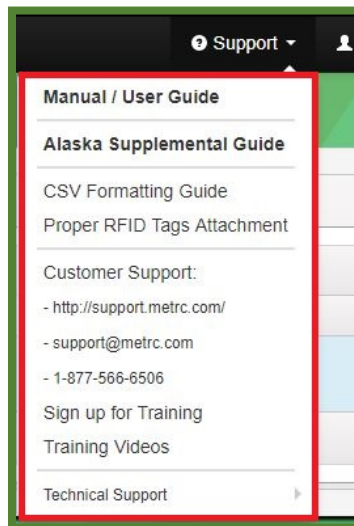 Support
Manual / User Guide
Alaska Supplemental Guide
CSV Formatting Guide
Proper RFID Tags Attachment
Customer Support:
- http://support.metrc.com/
- support@metrc.com
- 1-877-566-6506
Sign up for Training
Training Videos
Technical Support